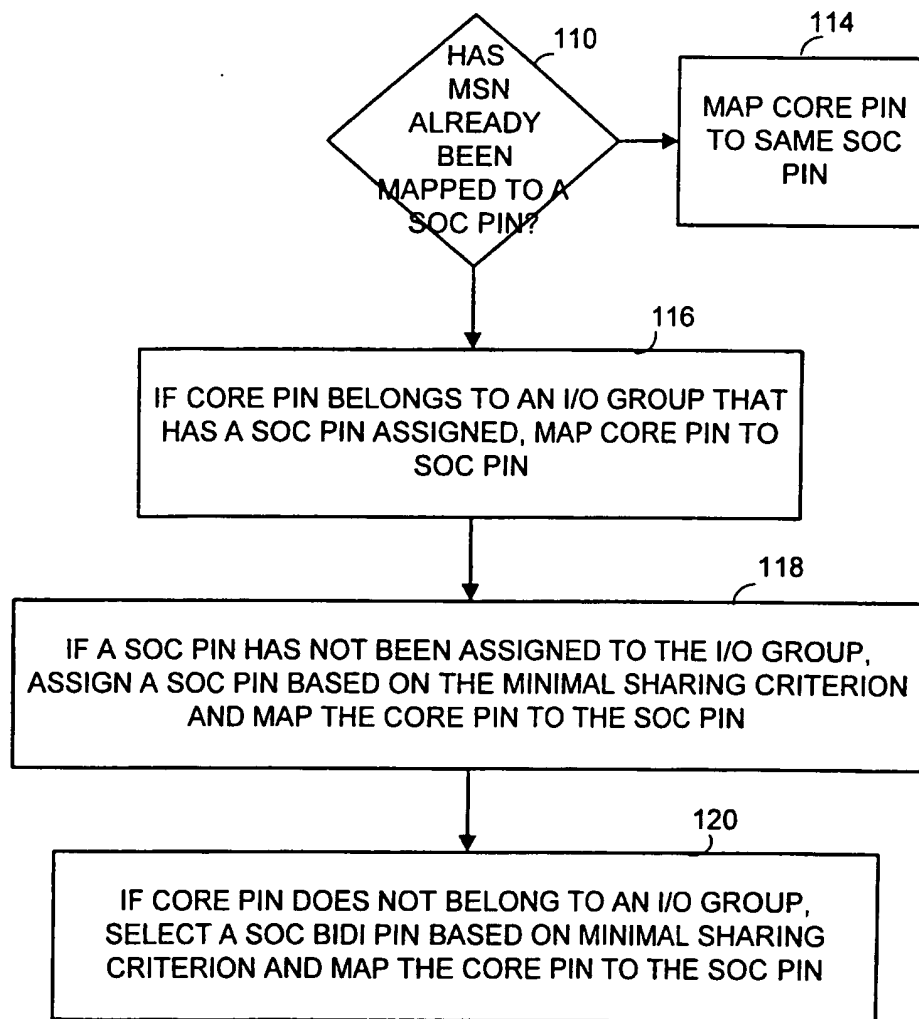 110
HAS
MSN
ALREADY
BEEN
MAPPED TO A
SOC PIN?
114
MAP CORE PIN
TO SAME SOC
PIN
116
IF CORE PIN BELONGS TO AN I/O GROUP THAT
HAS A SOC PIN ASSIGNED, MAP CORE PIN TO
SOC PIN
118
IF A SOC PIN HAS NOT BEEN ASSIGNED TO THE I/O GROUP,
ASSIGN A SOC PIN BASED ON THE MINIMAL SHARING CRITERION
AND MAP THE CORE PIN TO THE SOC PIN
120
IF CORE PIN DOES NOT BELONG TO AN I/O GROUP,
SELECT A SOC BIDI PIN BASED ON MINIMAL SHARING
CRITERION AND MAP THE CORE PIN TO THE SOC PIN